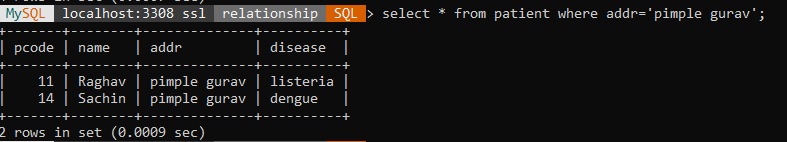 MySQL localhost:3308 ssl relationship SQL > select * from patient where addr='pimple gurav';
+-------+--------+--------------+----------+
| pcode | name   | addr         | disease  |
+-------+--------+--------------+----------+
|    11 | Raghav | pimple gurav | listeria |
|    14 | Sachin | pimple gurav | dengue   |
+-------+--------+--------------+----------+
2 rows in set (0.0009 sec)